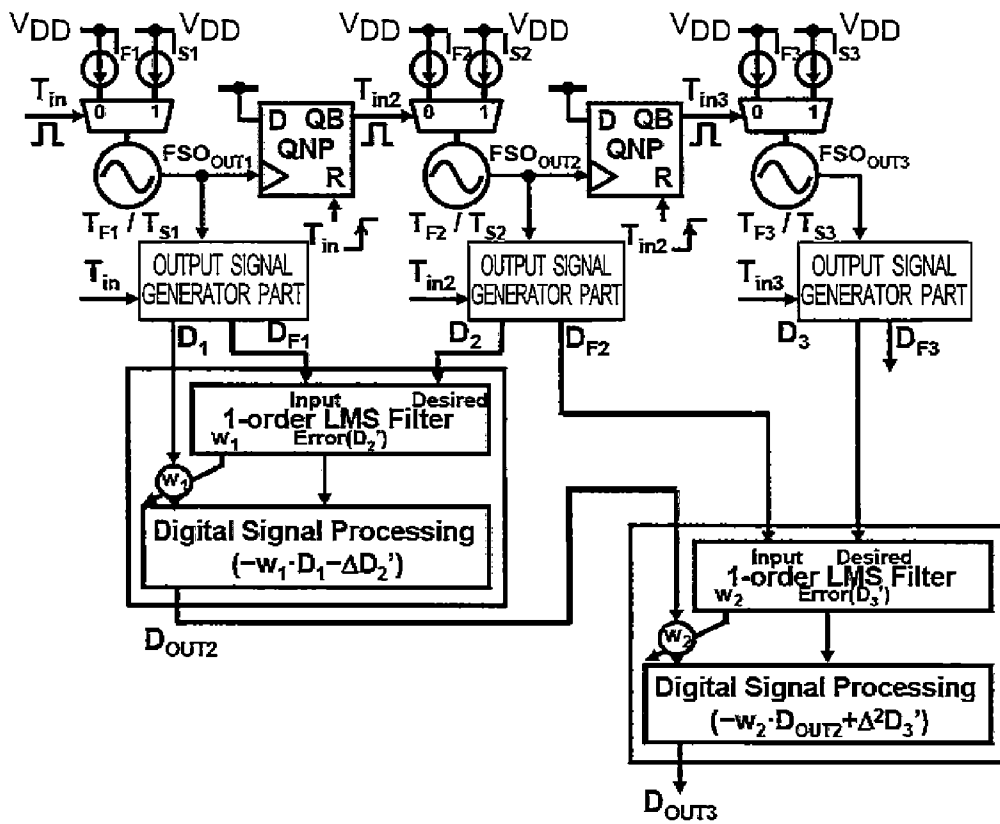 VDD VDD VDD VDD VDD VDD
IF1 IS1 IF2 IS2 IF3 IS3
Tin 0 1 D QB Tin2 0 1 D QB Tin3 0 1
QNP QNP
FSOOUT1 R FSOOUT2 R FSOOUT3
TF1 / TS1 Tin TF2 / TS2 Tin2 TF3 / TS3
Tin OUTPUT SIGNAL Tin2 OUTPUT SIGNAL Tin3 OUTPUT SIGNAL
GENERATOR PART GENERATOR PART GENERATOR PART
D1 DF1 D2 DF2 D3 DF3
Input Desired
1-order LMS Filter
w1 Error(D2')
w1
Digital Signal Processing
(−w1·D1−ΔD2')
DOUT2
Input Desired
1-order LMS Filter
w2 Error(D3')
w2
Digital Signal Processing
(−w2·DOUT2+Δ²D3')
DOUT3